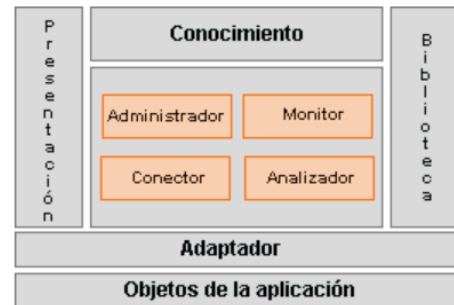 Presentación
Conocimiento
Biblioteca
Administrador
Monitor
Conector
Analizador
Adaptador
Objetos de la aplicación